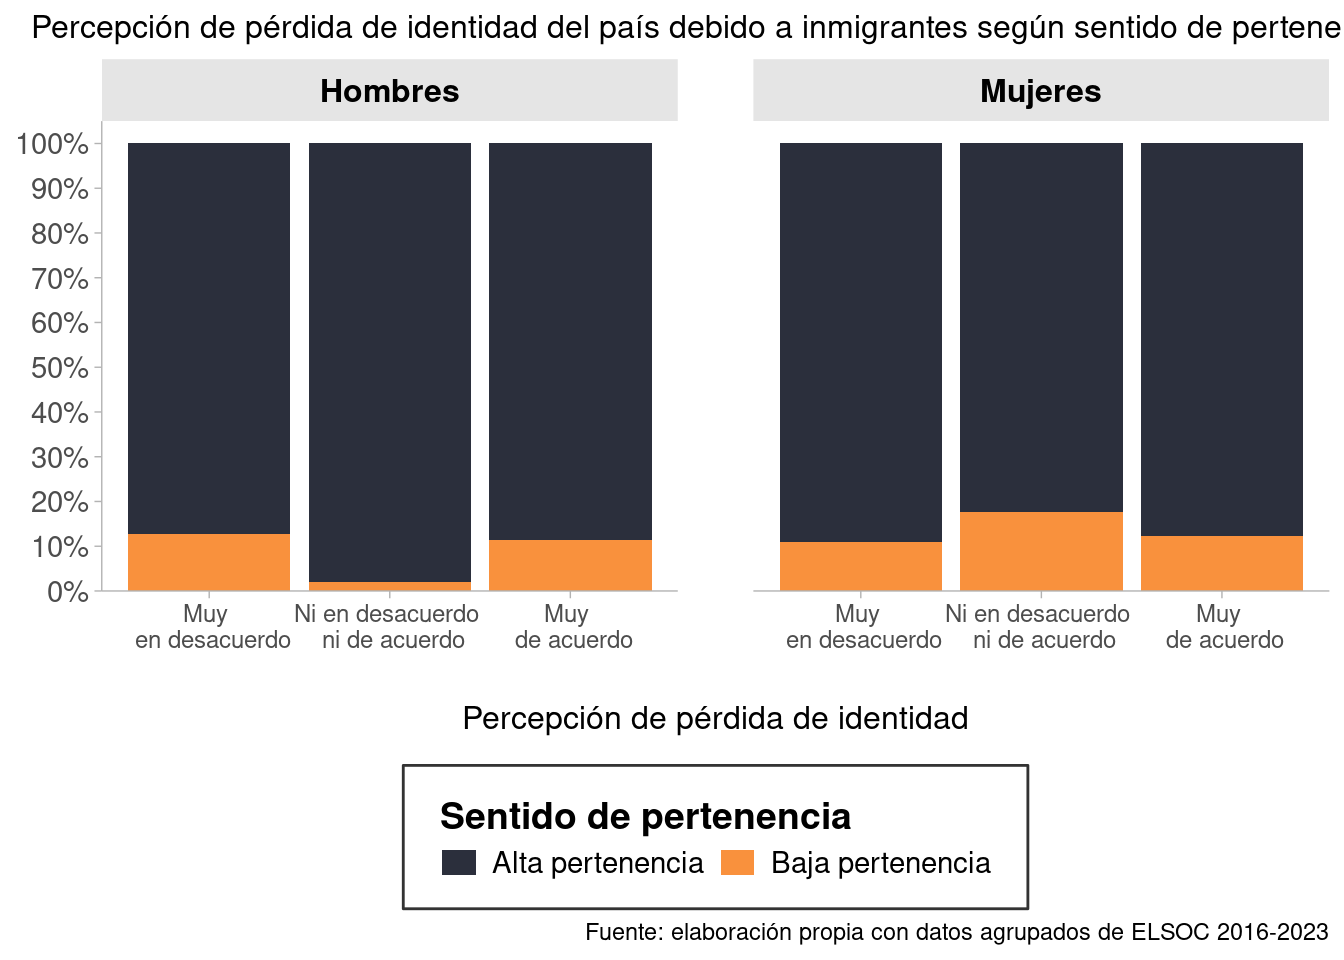 Percepción de pérdida de identidad del país debido a inmigrantes según sentido de pertene
Hombres
Mujeres
100%
90%
80%
70%
60%
50%
40%
30%
20%
10%
0%
Muy
en desacuerdo
Ni en desacuerdo
ni de acuerdo
Muy
de acuerdo
Muy
en desacuerdo
Ni en desacuerdo
ni de acuerdo
Muy
de acuerdo
Percepción de pérdida de identidad
Sentido de pertenencia
Alta pertenencia
Baja pertenencia
Fuente: elaboración propia con datos agrupados de ELSOC 2016-2023